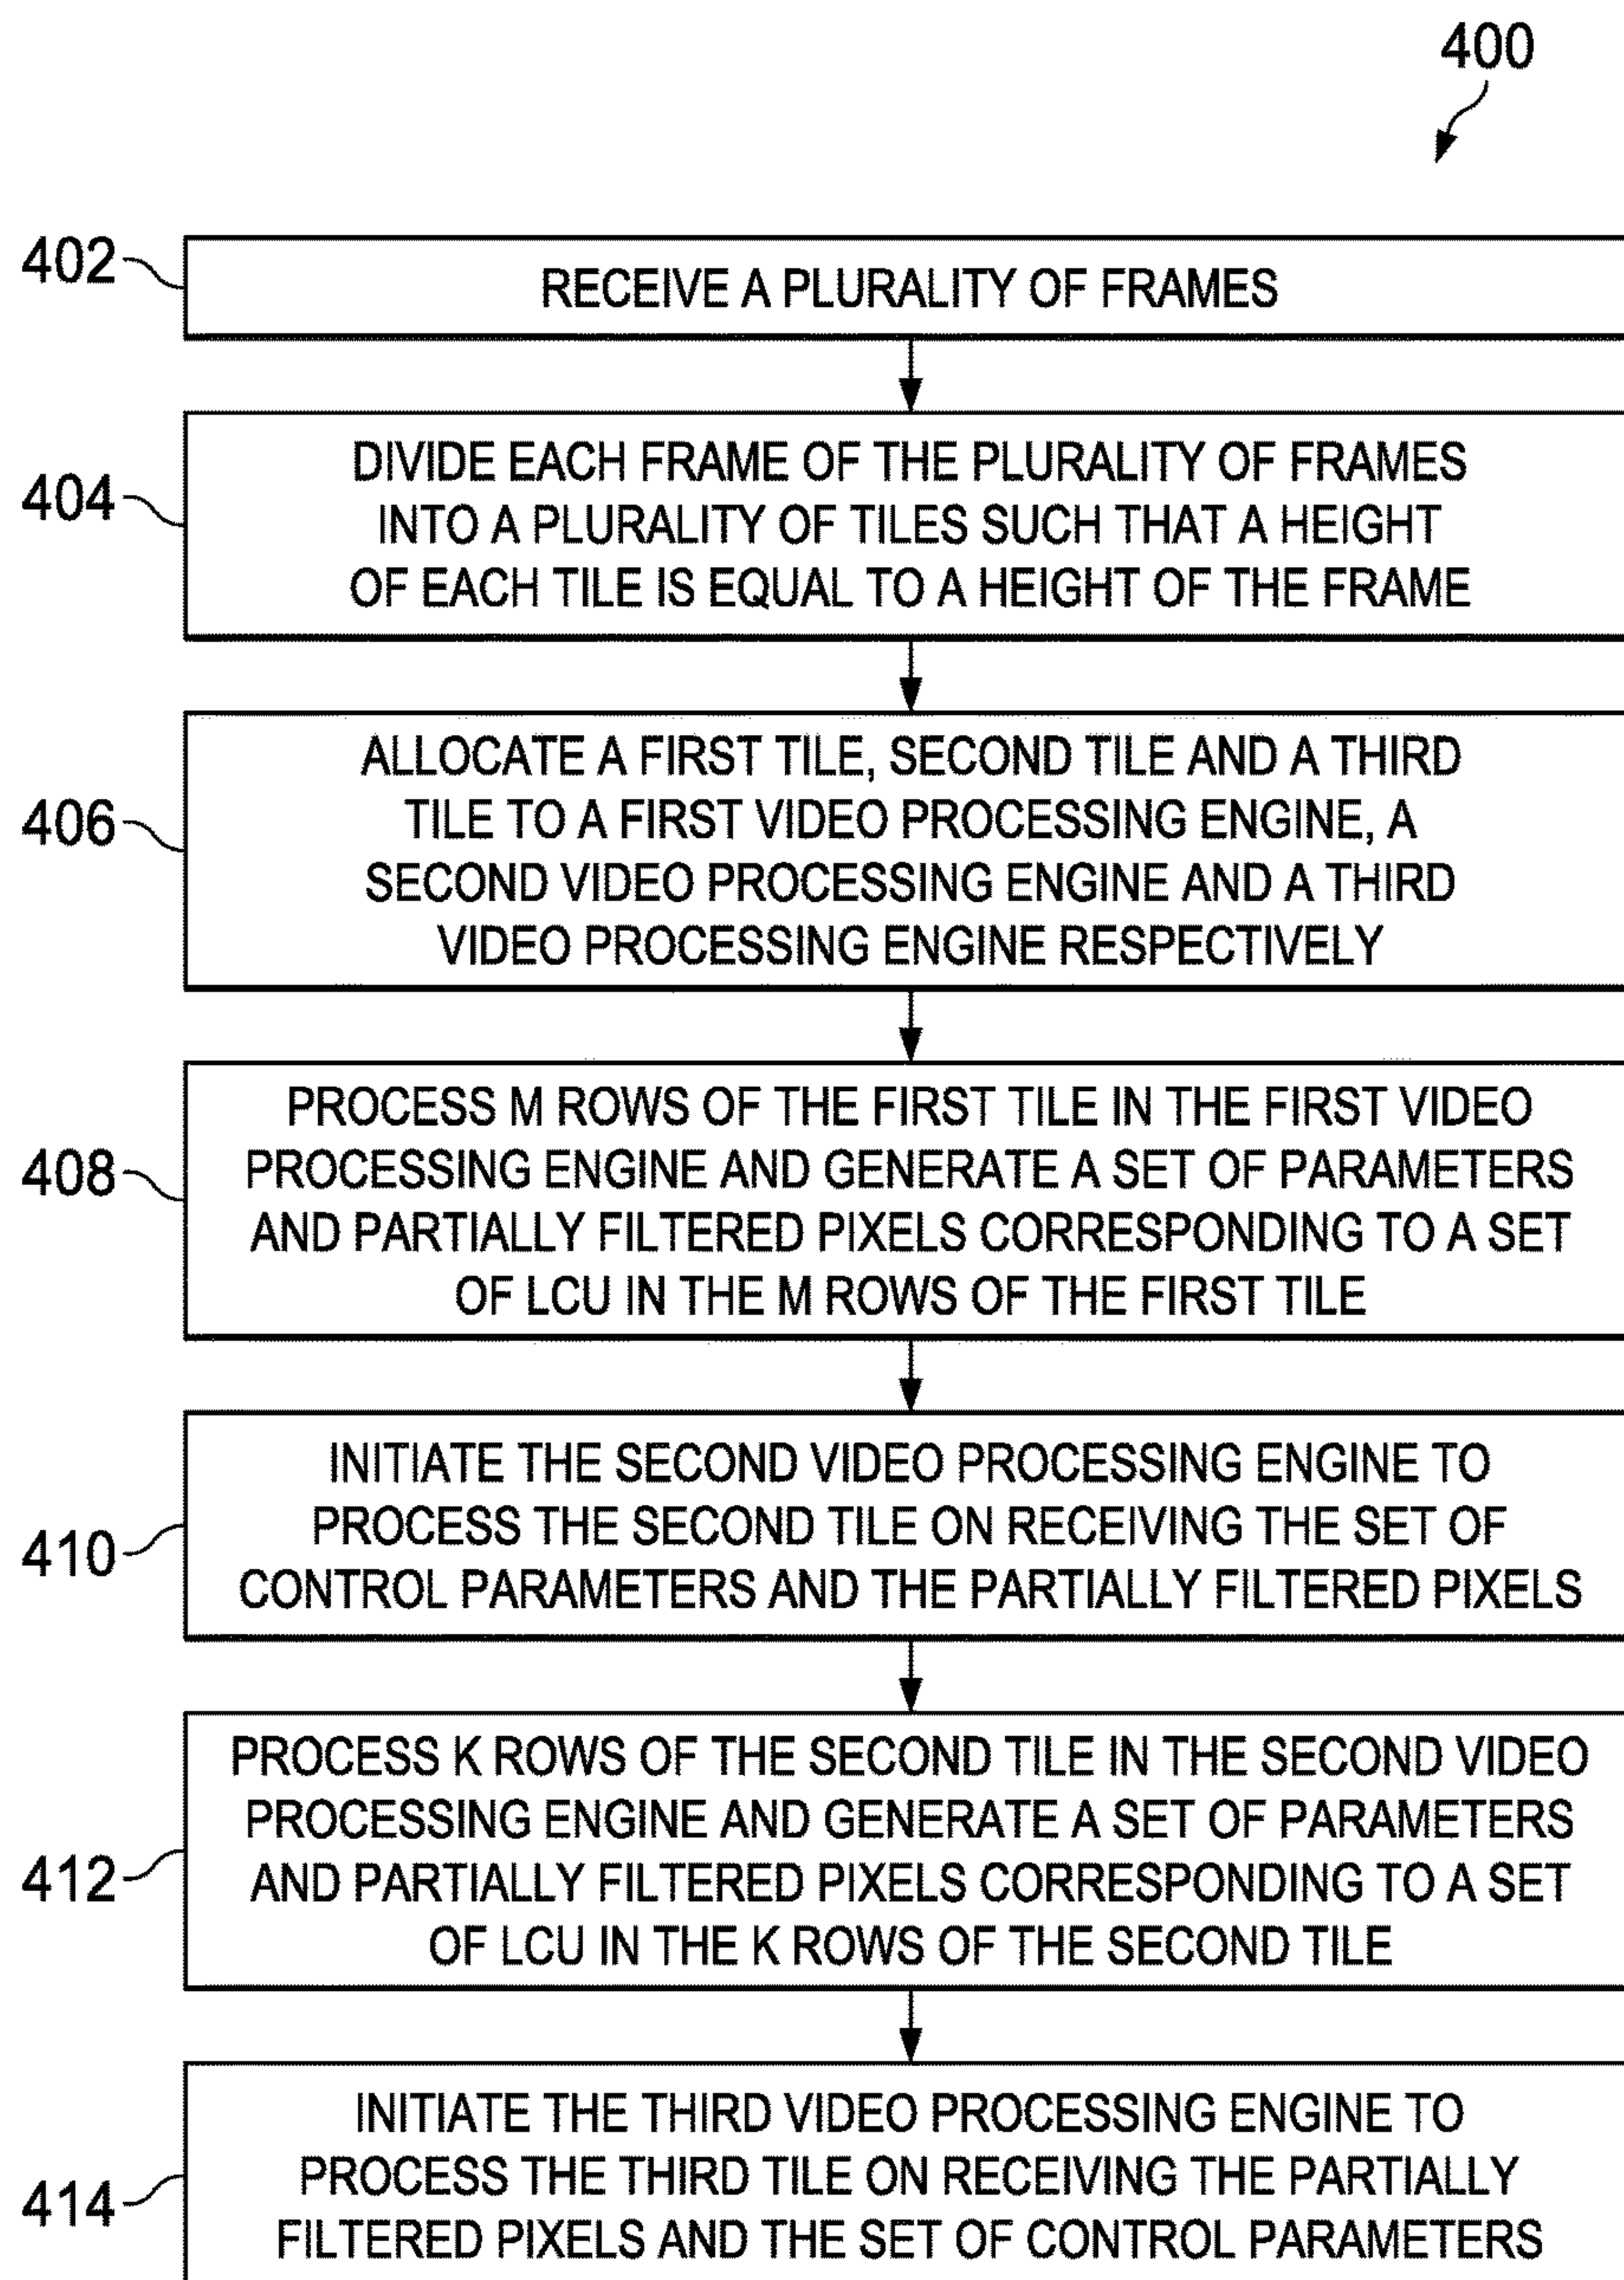 400
402
RECEIVE A PLURALITY OF FRAMES
404
DIVIDE EACH FRAME OF THE PLURALITY OF FRAMES
INTO A PLURALITY OF TILES SUCH THAT A HEIGHT
OF EACH TILE IS EQUAL TO A HEIGHT OF THE FRAME
406
ALLOCATE A FIRST TILE, SECOND TILE AND A THIRD
TILE TO A FIRST VIDEO PROCESSING ENGINE, A
SECOND VIDEO PROCESSING ENGINE AND A THIRD
VIDEO PROCESSING ENGINE RESPECTIVELY
408
PROCESS M ROWS OF THE FIRST TILE IN THE FIRST VIDEO
PROCESSING ENGINE AND GENERATE A SET OF PARAMETERS
AND PARTIALLY FILTERED PIXELS CORRESPONDING TO A SET
OF LCU IN THE M ROWS OF THE FIRST TILE
410
INITIATE THE SECOND VIDEO PROCESSING ENGINE TO
PROCESS THE SECOND TILE ON RECEIVING THE SET OF
CONTROL PARAMETERS AND THE PARTIALLY FILTERED PIXELS
412
PROCESS K ROWS OF THE SECOND TILE IN THE SECOND VIDEO
PROCESSING ENGINE AND GENERATE A SET OF PARAMETERS
AND PARTIALLY FILTERED PIXELS CORRESPONDING TO A SET
OF LCU IN THE K ROWS OF THE SECOND TILE
414
INITIATE THE THIRD VIDEO PROCESSING ENGINE TO
PROCESS THE THIRD TILE ON RECEIVING THE PARTIALLY
FILTERED PIXELS AND THE SET OF CONTROL PARAMETERS